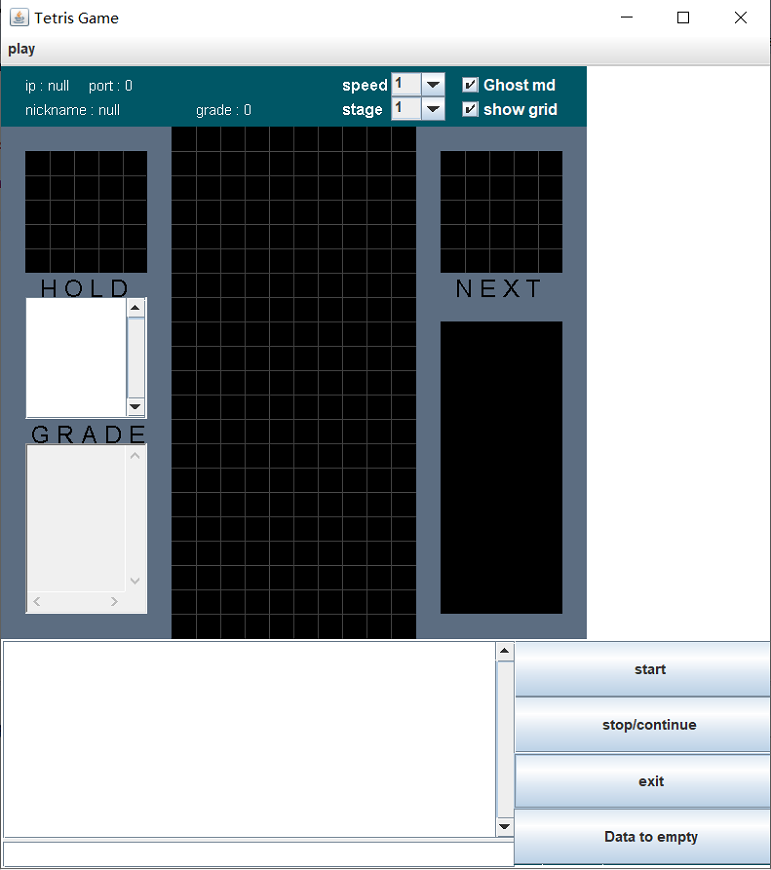 Tetris Game
play
ip : null port : 0 speed 1 Ghost md
nickname : null grade : 0 stage 1 show grid
HOLD NEXT
GRADE
start
stop/continue
exit
Data to empty